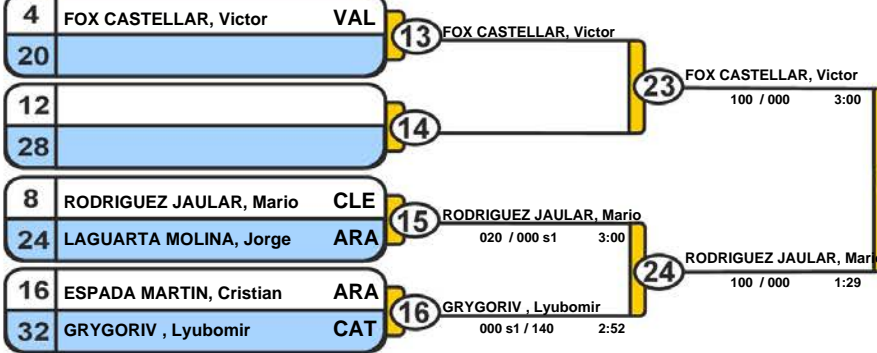 4 FOX CASTELLAR, Victor VAL
20
13 FOX CASTELLAR, Victor
12
28
14
23 FOX CASTELLAR, Victor
100 / 000 3:00
8 RODRIGUEZ JAULAR, Mario CLE
24 LAGUARTA MOLINA, Jorge ARA
15 RODRIGUEZ JAULAR, Mario
020 / 000 s1 3:00
16 ESPADA MARTIN, Cristian ARA
32 GRYGORIV , Lyubomir CAT
16 GRYGORIV , Lyubomir
000 s1 / 140 2:52
24 RODRIGUEZ JAULAR, Mario
100 / 000 1:29